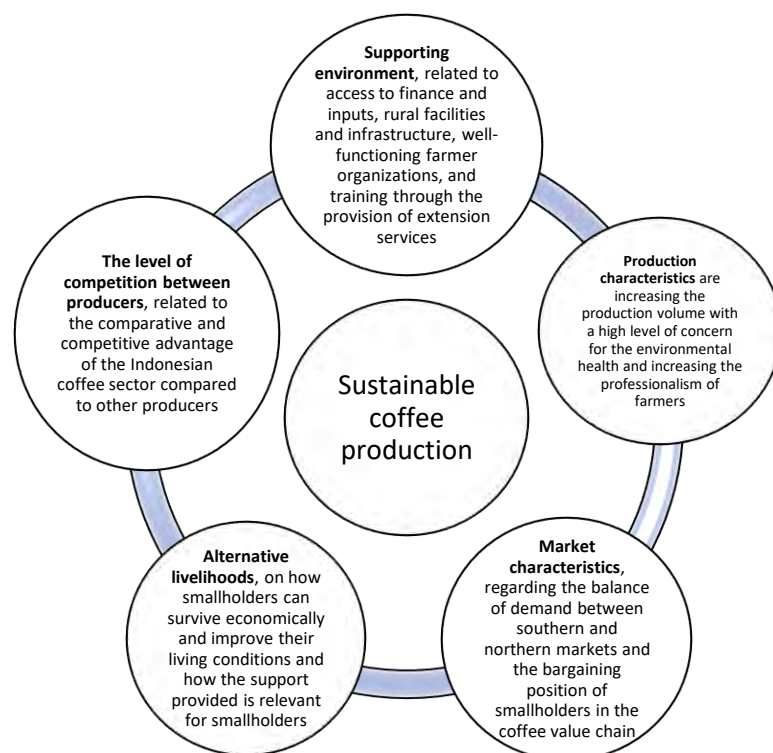 Supporting
environment, related to
access to finance and
inputs, rural facilities
and infrastructure, well-
functioning farmer
organizations, and
training through the
provision of extension
services
Production
characteristics are
increasing the
production volume with
a high level of concern
for the environmental
health and increasing the
professionalism of
farmers
Market
characteristics,
regarding the balance
of demand between
southern and
northern markets and
the bargaining
position of
smallholders in the
coffee value chain
Alternative
livelihoods, on how
smallholders can
survive economically
and improve their
living conditions and
how the support
provided is relevant
for smallholders
The level of
competition between
producers, related to
the comparative and
competitive advantage
of the Indonesian
coffee sector compared
to other producers
Sustainable
coffee
production